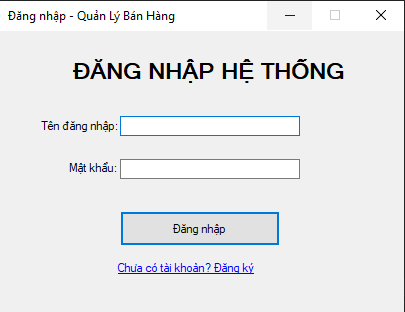 Đăng nhập - Quản Lý Bán Hàng
ĐĂNG NHẬP HỆ THỐNG
Tên đăng nhập:
Mật khẩu:
Đăng nhập
Chưa có tài khoản? Đăng ký